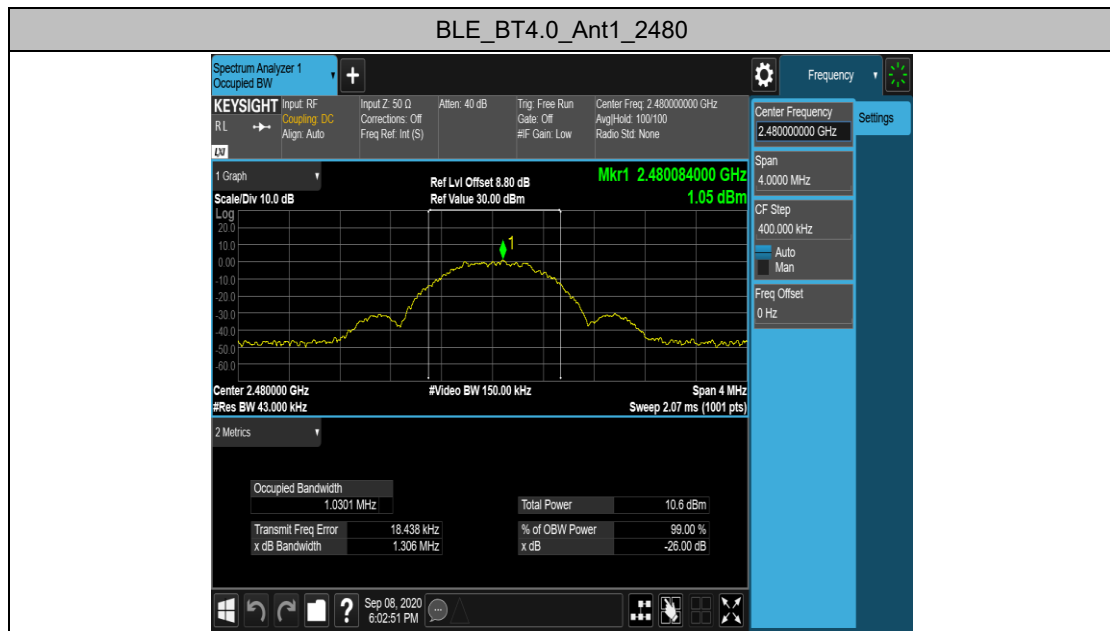 BLE_BT4.0_Ant1_2480
Spectrum Analyzer 1
Occupied BW
Frequency
KEYSIGHT
RL
LXI
Input: RF
Coupling: DC
Align: Auto
Input Z: 50 Ω
Corrections: Off
Freq Ref: Int (S)
Atten: 40 dB
Trig: Free Run
Gate: Off
#IF Gain: Low
Center Freq: 2.480000000 GHz
Avg|Hold: 100/100
Radio Std: None
Center Frequency
2.480000000 GHz
Settings
Span
4.0000 MHz
CF Step
400.000 kHz
Auto
Man
Freq Offset
0 Hz
1 Graph
Scale/Div 10.0 dB
Ref Lvl Offset 8.80 dB
Ref Value 30.00 dBm
Mkr1 2.480084000 GHz
1.05 dBm
Log
20.0
10.0
0.00
-10.0
-20.0
-30.0
-40.0
-50.0
-60.0
1
Center 2.480000 GHz
#Video BW 150.00 kHz
Span 4 MHz
#Res BW 43.000 kHz
Sweep 2.07 ms (1001 pts)
2 Metrics
Occupied Bandwidth
1.0301 MHz
Total Power 10.6 dBm
Transmit Freq Error 18.438 kHz
% of OBW Power 99.00 %
x dB Bandwidth 1.306 MHz
x dB -26.00 dB
Sep 08, 2020
6:02:51 PM